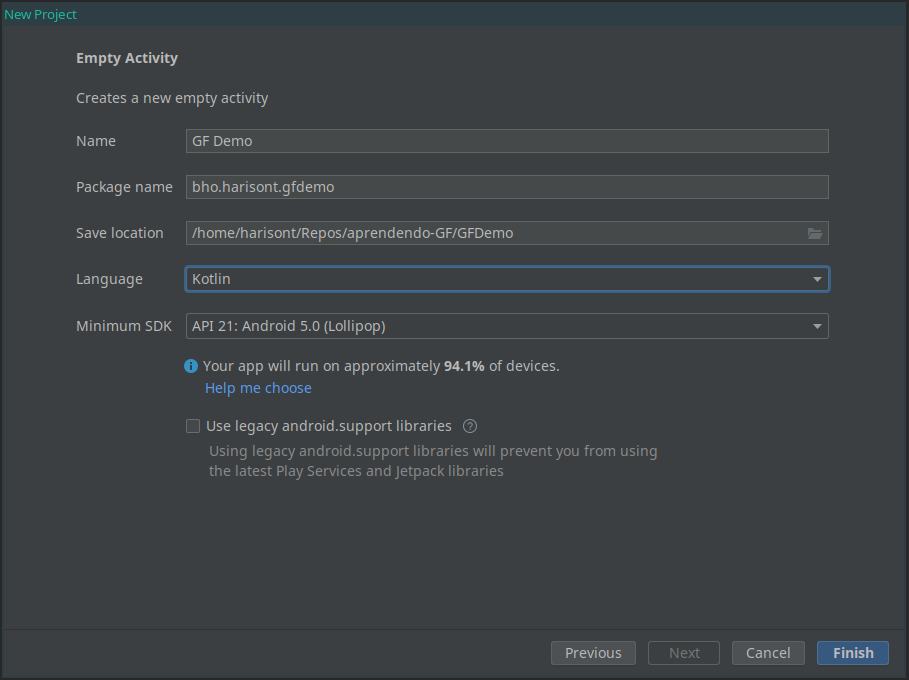 New Project
Empty Activity
Creates a new empty activity
Name GF Demo
Package name bho.harisont.gfdemo
Save location /home/harisont/Repos/aprendendo-GF/GFDemo
Language Kotlin
Minimum SDK API 21: Android 5.0 (Lollipop)
i Your app will run on approximately 94.1% of devices.
Help me choose
Use legacy android.support libraries ?
Using legacy android.support libraries will prevent you from using
the latest Play Services and Jetpack libraries
Previous Next Cancel Finish